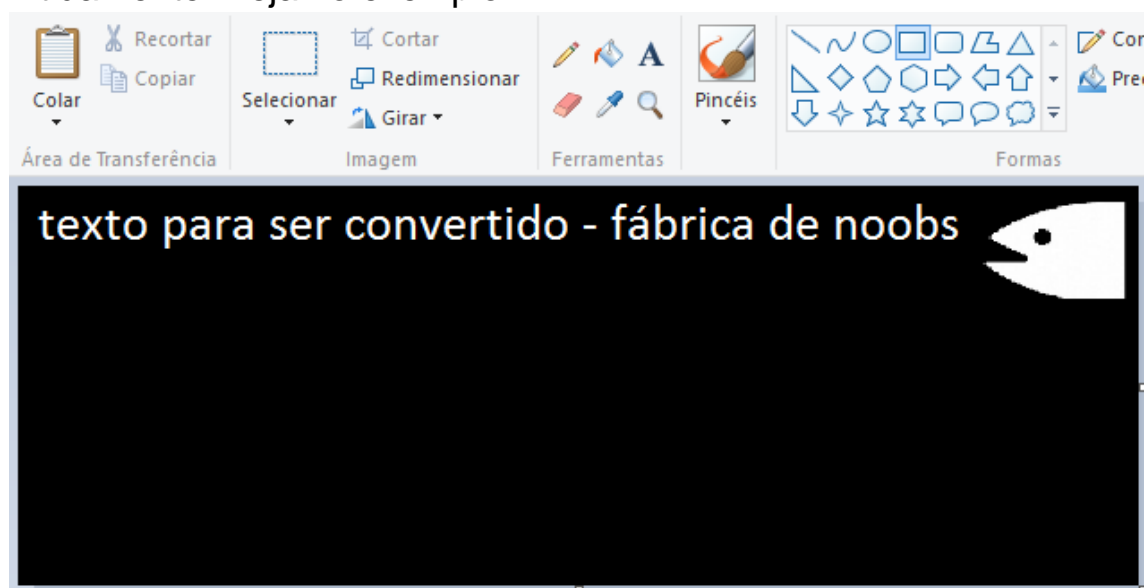 Recortar
Copiar
Colar
Área de Transferência
Selecionar
Cortar
Redimensionar
Girar
Imagem
A
Ferramentas
Pincéis
Formas
texto para ser convertido - fábrica de noobs